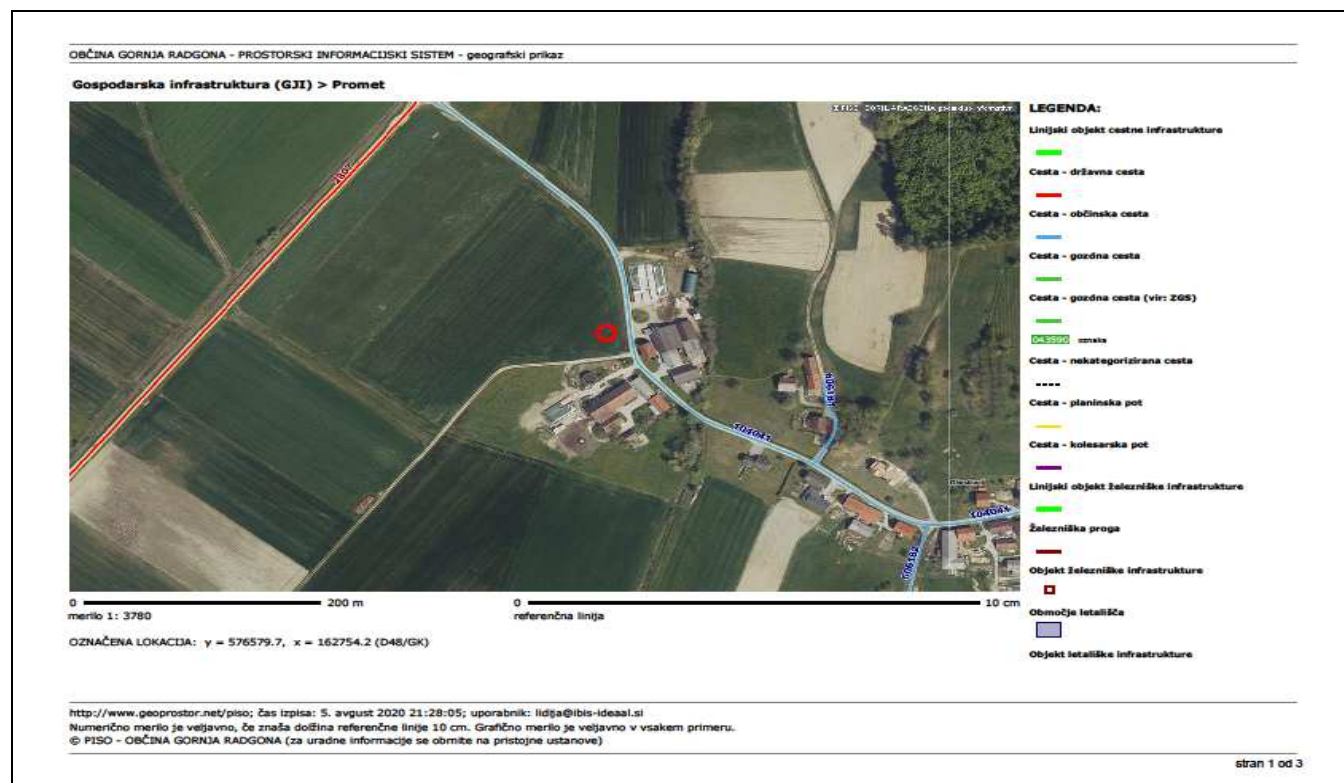 OBČINA GORNJA RADGONA - PROSTORSKI INFORMACIJSKI SISTEM - geografski prikaz
Gospodarska infrastruktura (GJI) > Promet
LEGENDA:
Linijski objekt cestne infrastrukture
Cesta - državna cesta
Cesta - občinska cesta
Cesta - gozdna cesta
Cesta - gozdna cesta (vir: ZGS)
043590 oznaka
Cesta - nekategorizirana cesta
Cesta - planinska pot
Cesta - kolesarska pot
Linijski objekt železniške infrastrukture
Železniška proga
Objekt železniške infrastrukture
Območje letališča
Objekt letališke infrastrukture
104041
606181
104041
606182
0 200 m
merilo 1: 3780
0 10 cm
referenčna linija
OZNAČENA LOKACIJA: y = 576579.7, x = 162754.2 (D48/GK)
http://www.geoprostor.net/piso; čas izpisa: 5. avgust 2020 21:28:05; uporabnik: lidija@ibis-ideaal.si
Numerično merilo je veljavno, če znaša dolžina referenčne linije 10 cm. Grafično merilo je veljavno v vsakem primeru.
© PISO - OBČINA GORNJA RADGONA (za uradne informacije se obrnite na pristojne ustanove)
stran 1 od 3